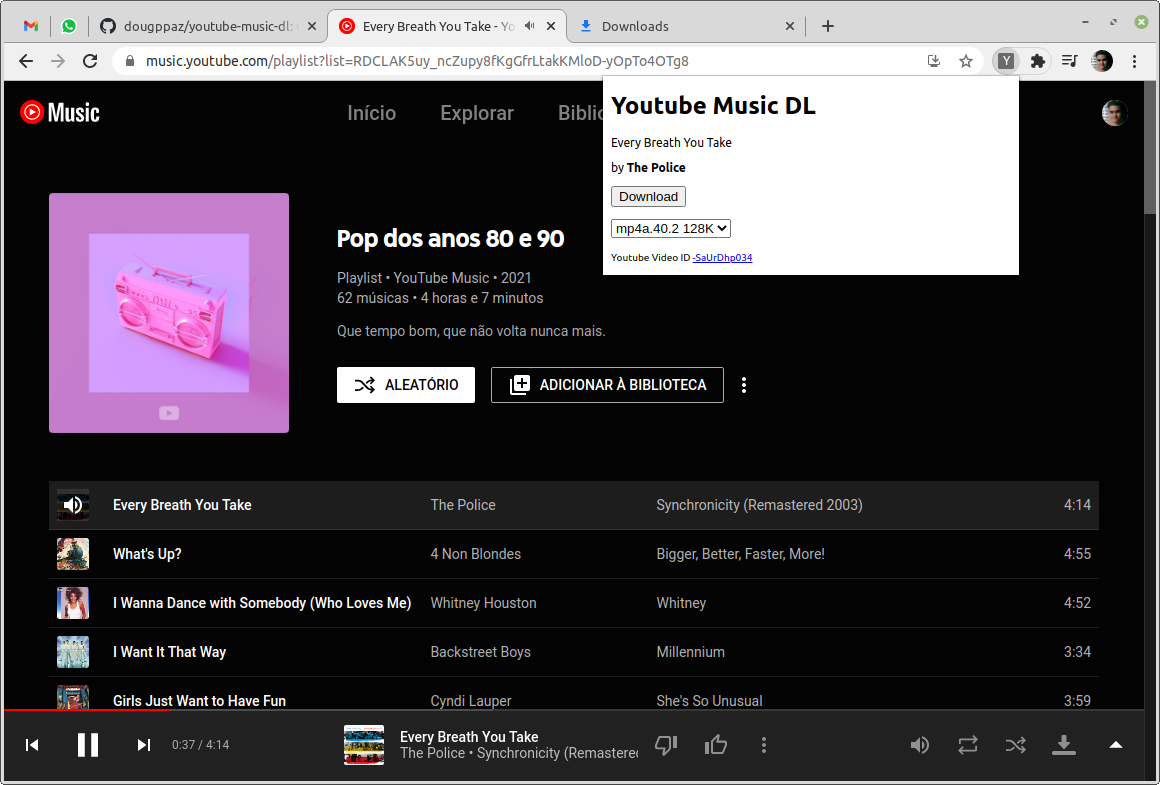 dougppaz/youtube-music-dl:
Every Breath You Take - Yo
Downloads
music.youtube.com/playlist?list=RDCLAK5uy_ncZupy8fKgGfrLtakKMloD-yOpTo4OTg8
Y
Music
Início
Explorar
Biblio
Youtube Music DL
Every Breath You Take
by The Police
Download
mp4a.40.2 128K
Youtube Video ID -SaUrDhp034
Pop dos anos 80 e 90
Playlist • YouTube Music • 2021
62 músicas • 4 horas e 7 minutos
Que tempo bom, que não volta nunca mais.
ALEATÓRIO
ADICIONAR À BIBLIOTECA
Every Breath You Take The Police Synchronicity (Remastered 2003) 4:14
What's Up? 4 Non Blondes Bigger, Better, Faster, More! 4:55
I Wanna Dance with Somebody (Who Loves Me) Whitney Houston Whitney 4:52
I Want It That Way Backstreet Boys Millennium 3:34
Girls Just Want to Have Fun Cyndi Lauper She's So Unusual 3:59
0:37 / 4:14
Every Breath You Take
The Police • Synchronicity (Remastere